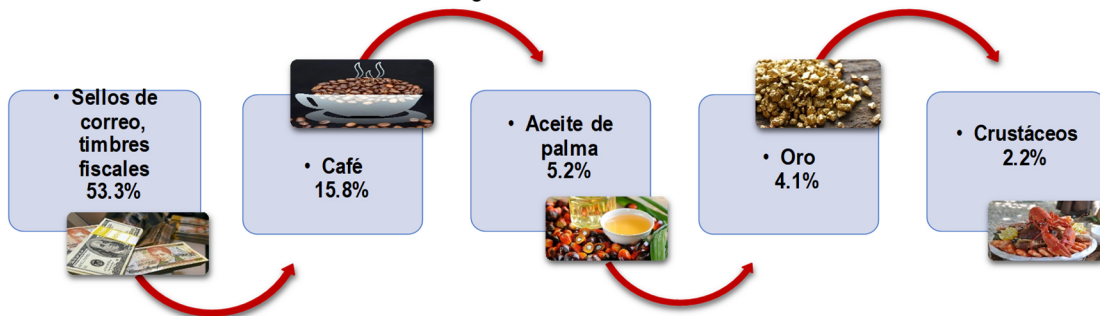 • Sellos de
correo,
timbres
fiscales
53.3%
• Café
15.8%
• Aceite de
palma
5.2%
• Oro
4.1%
• Crustáceos
2.2%